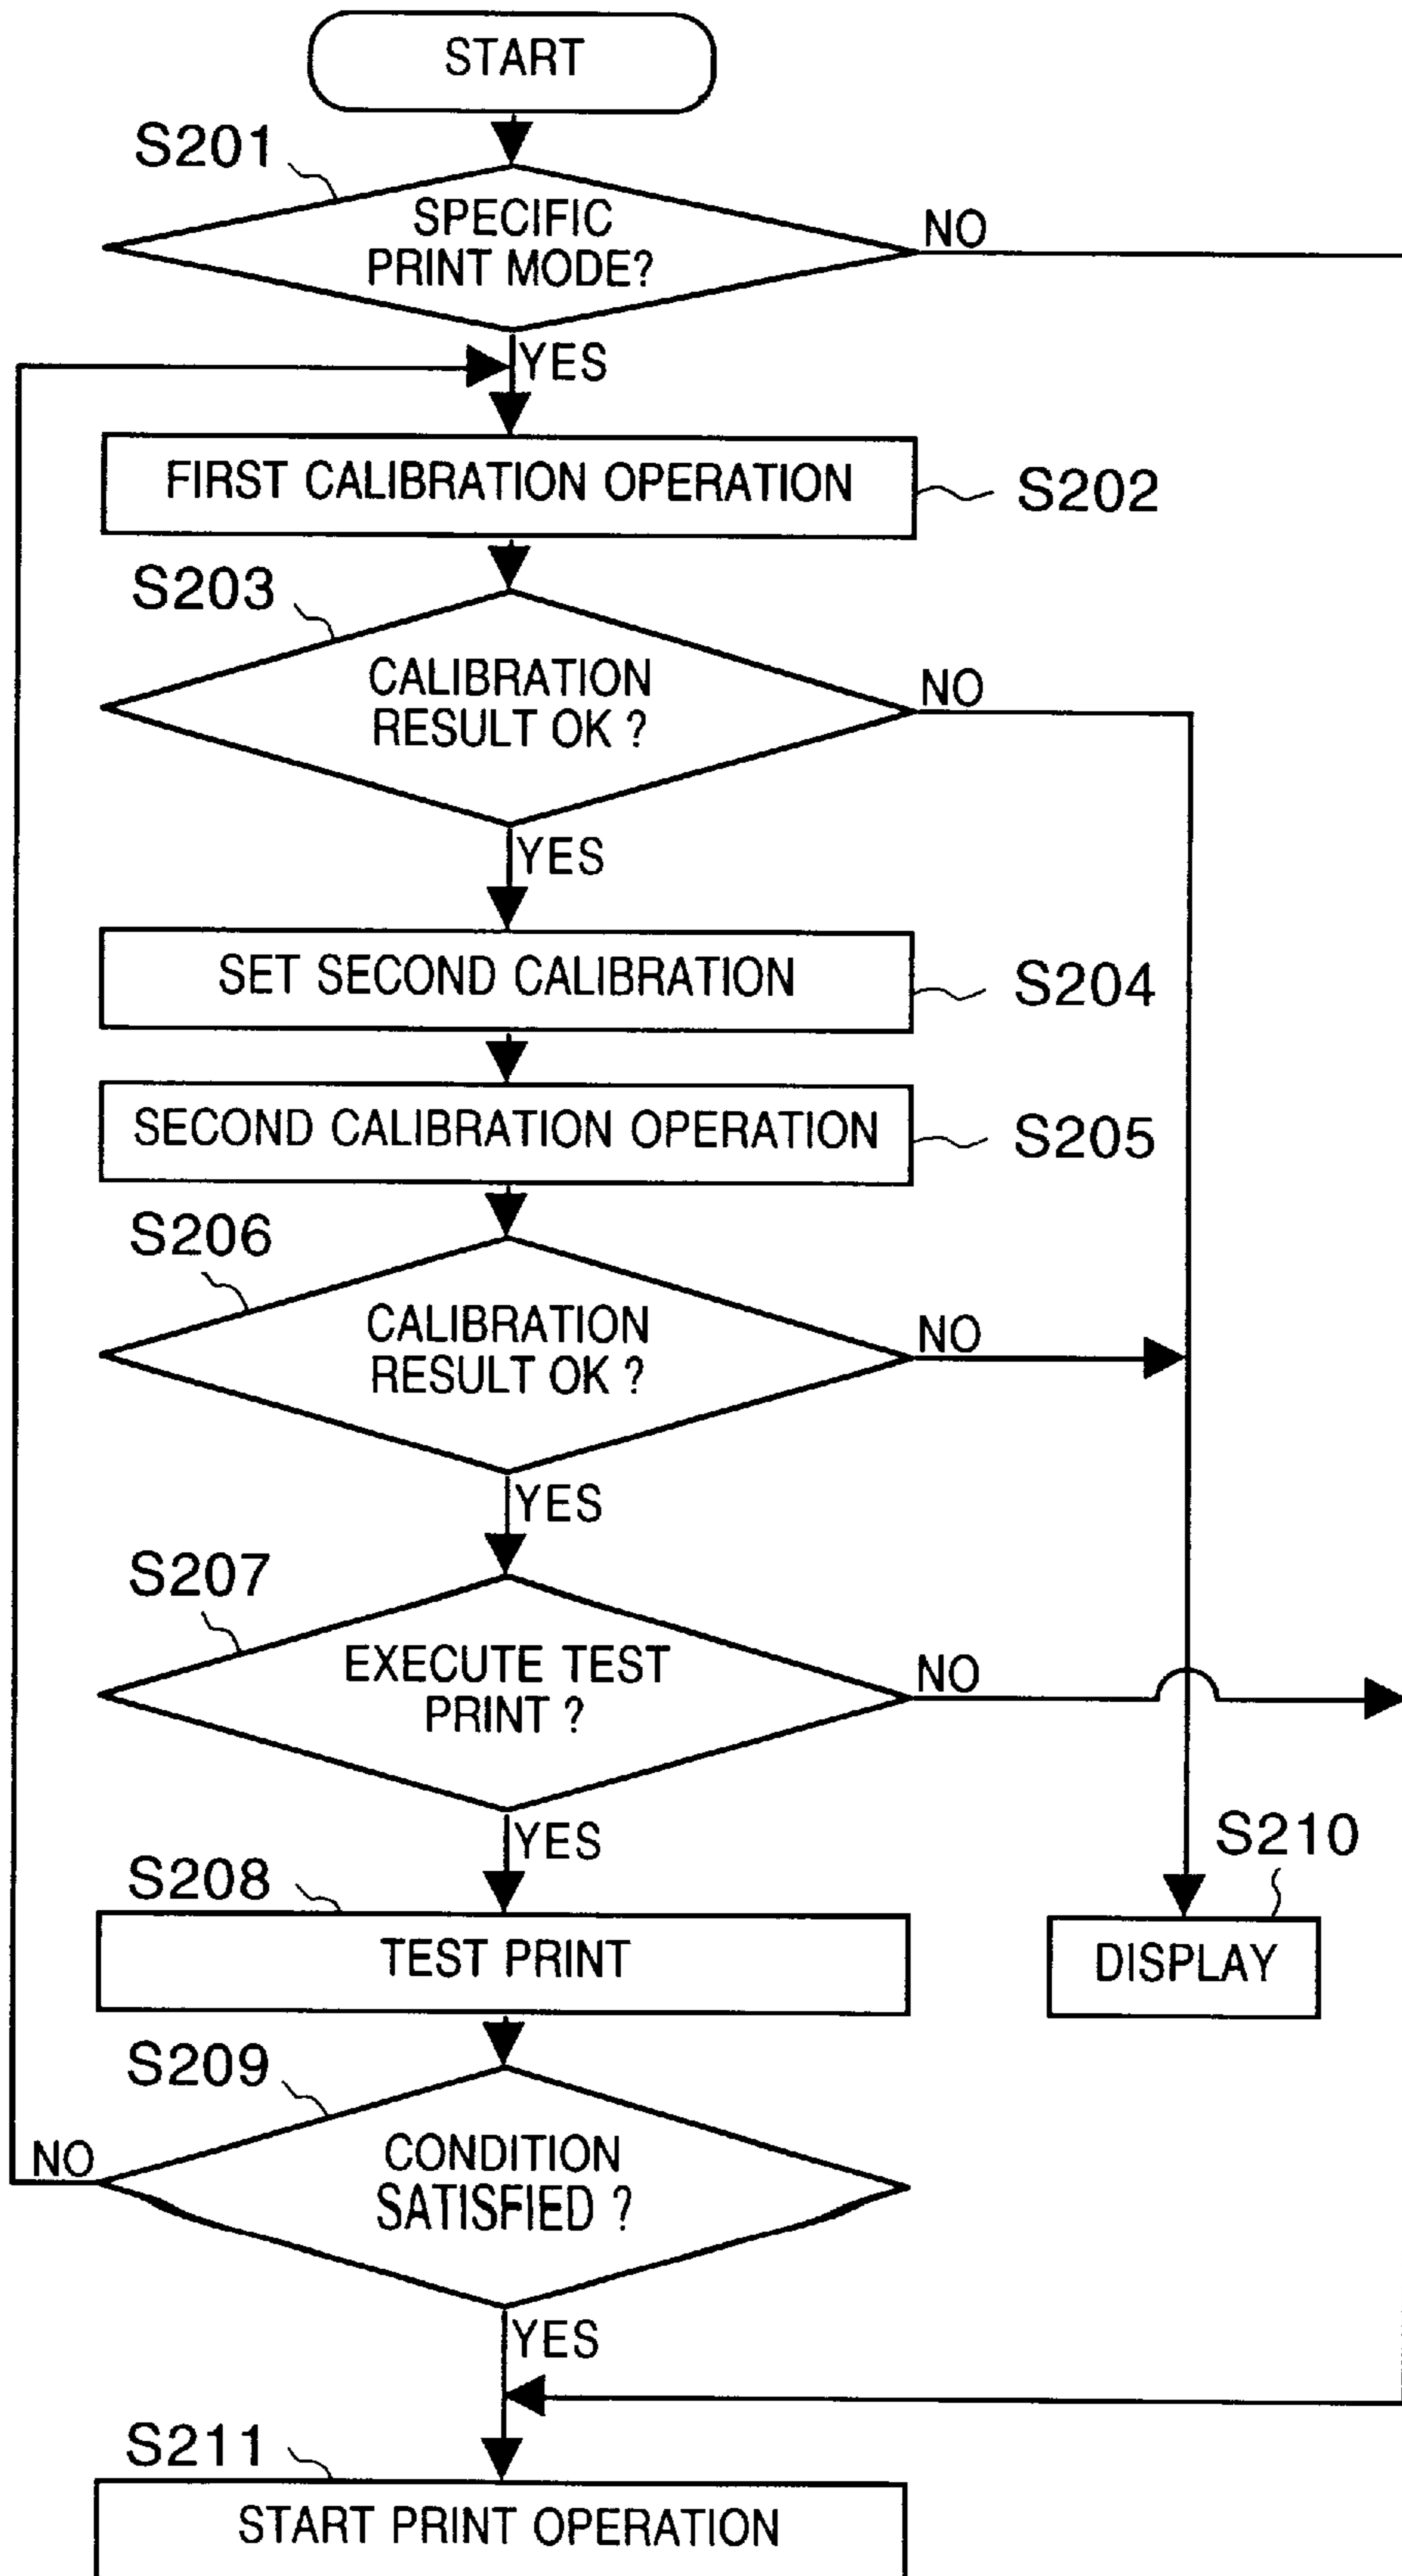 START
S201
SPECIFIC
PRINT MODE?
NO
YES
FIRST CALIBRATION OPERATION
S202
S203
CALIBRATION
RESULT OK ?
NO
YES
SET SECOND CALIBRATION
S204
SECOND CALIBRATION OPERATION
S205
S206
CALIBRATION
RESULT OK ?
NO
YES
S207
EXECUTE TEST
PRINT ?
NO
YES
S208
TEST PRINT
S210
DISPLAY
S209
CONDITION
SATISFIED ?
NO
YES
S211
START PRINT OPERATION